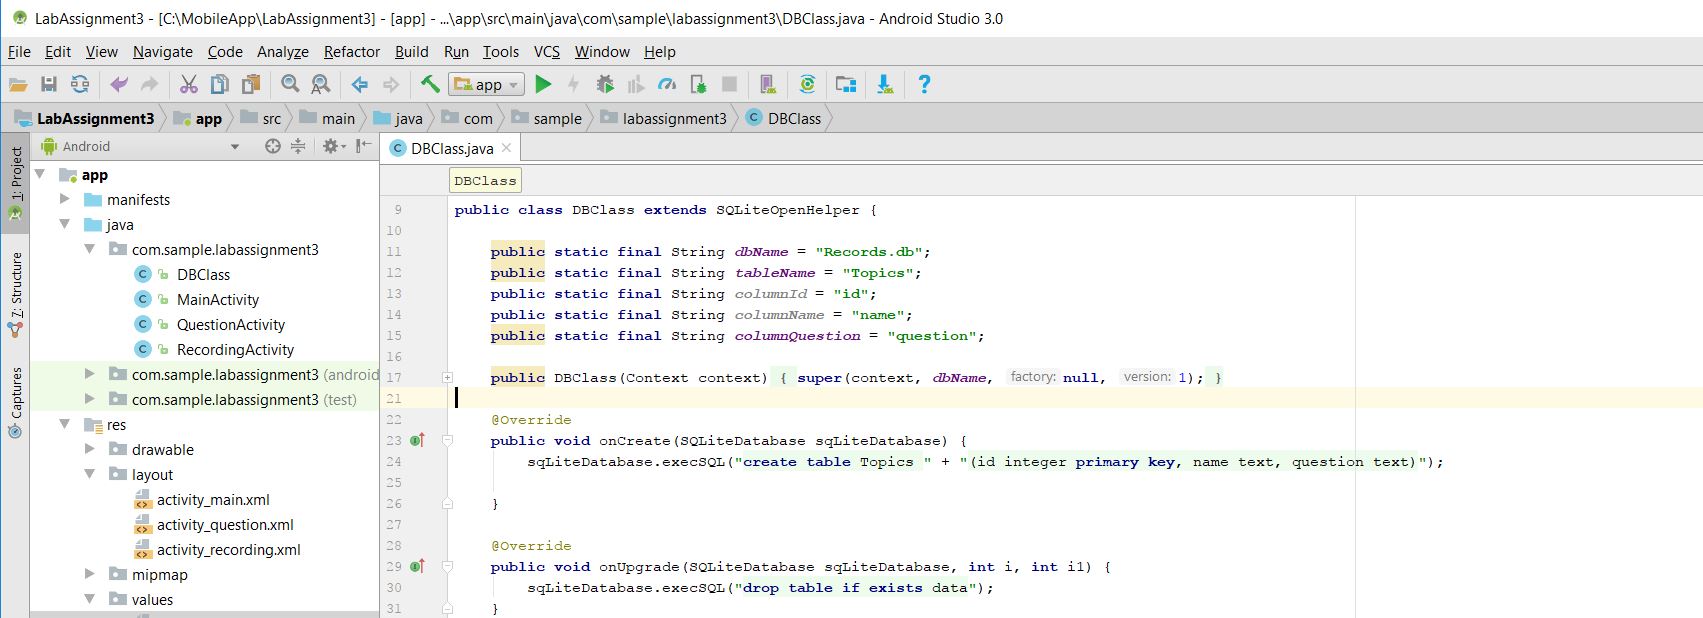 LabAssignment3 - [C:\MobileApp\LabAssignment3] - [app] - ...\app\src\main\java\com\sample\labassignment3\DBClass.java - Android Studio 3.0
File Edit View Navigate Code Analyze Refactor Build Run Tools VCS Window Help
app
LabAssignment3 app src main java com sample labassignment3 DBClass
1: Project
7: Structure
Captures
Android
app
manifests
java
com.sample.labassignment3
DBClass
MainActivity
QuestionActivity
RecordingActivity
com.sample.labassignment3 (android
com.sample.labassignment3 (test)
res
drawable
layout
activity_main.xml
activity_question.xml
activity_recording.xml
mipmap
values
DBClass.java
DBClass
9 public class DBClass extends SQLiteOpenHelper {
10
11 public static final String dbName = "Records.db";
12 public static final String tableName = "Topics";
13 public static final String columnId = "id";
14 public static final String columnName = "name";
15 public static final String columnQuestion = "question";
16
17 public DBClass(Context context) { super(context, dbName, factory: null, version: 1); }
21
22 @Override
23 public void onCreate(SQLiteDatabase sqLiteDatabase) {
24 sqLiteDatabase.execSQL("create table Topics " + "(id integer primary key, name text, question text)");
25
26 }
27
28 @Override
29 public void onUpgrade(SQLiteDatabase sqLiteDatabase, int i, int i1) {
30 sqLiteDatabase.execSQL("drop table if exists data");
31 }